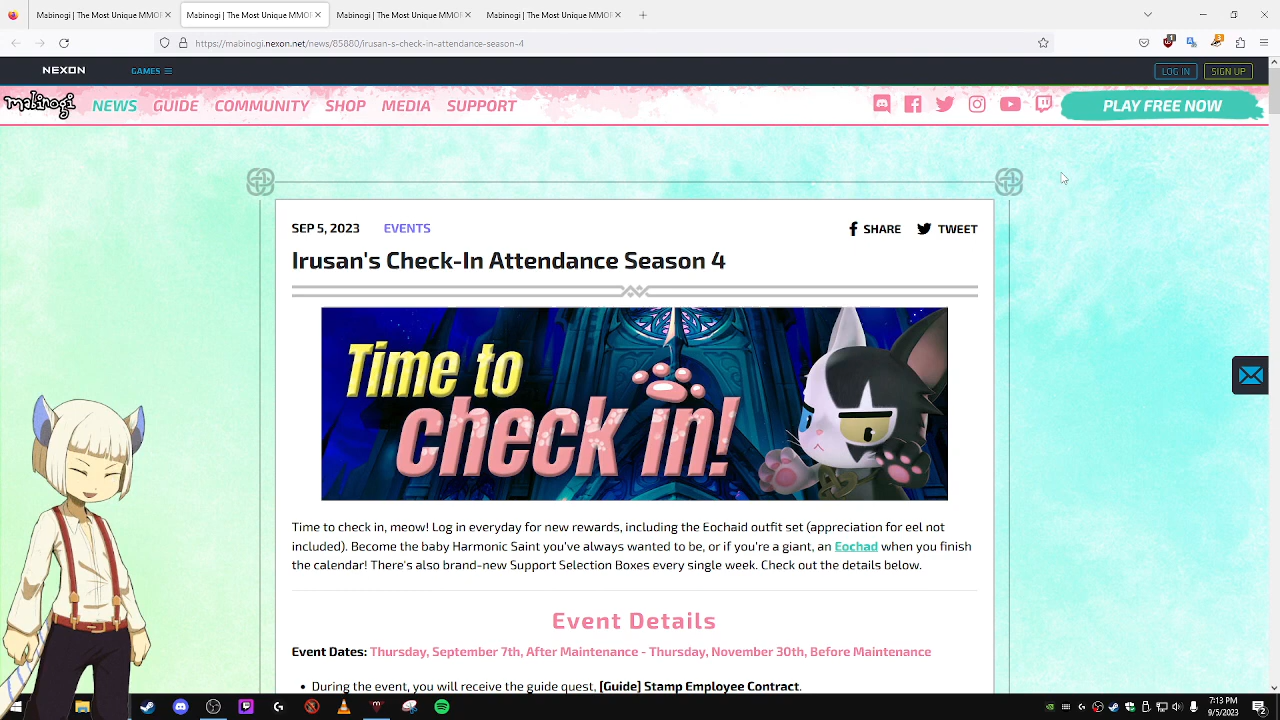 Mabinogi: The Most Unique MMOR
Mabinogi: The Most Unique MMOR
Mabinogi: The Most Unique MMOR
Mabinogi: The Most Unique MMOR
https://mabinogi.nexon.net/news/85880/irusan-s-check-in-attendance-season-4
NEXON GAMES LOG IN SIGN UP
mabinogi NEWS GUIDE COMMUNITY SHOP MEDIA SUPPORT PLAY FREE NOW
SEP 5, 2023 EVENTS SHARE TWEET
Irusan's Check-In Attendance Season 4
Time to
check in!
Time to check in, meow! Log in everyday for new rewards, including the Eochaid outfit set (appreciation for eel not
included). Become the baby Harmonic Saint you've always wanted to be, or if you're a giant, an Eochad when you finish
the calendar! There's also brand-new Support Selection Boxes every single week. Check out the details below.
Event Details
Event Dates: Thursday, September 7th, After Maintenance - Thursday, November 30th, Before Maintenance
• During the event, you will receive the guide quest, [Guide] Stamp Employee Contract.
7:13 PM
9/5/2023